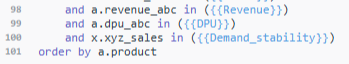 98 and a.revenue_abc in ({{Revenue}})
99 and a.dpu_abc in ({{DPU}})
100 and x.xyz_sales in ({{Demand_stability}})
101 order by a.product